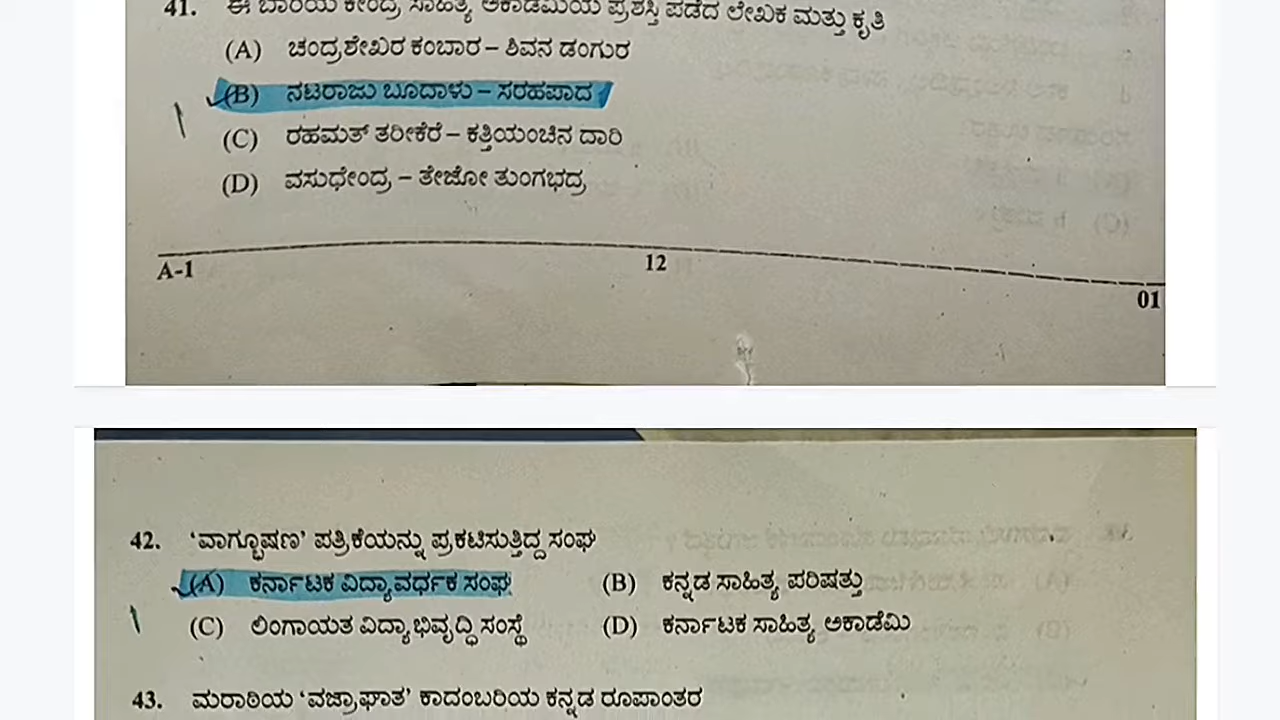 41. ಈ ಬಾರಿಯ ಕೇಂದ್ರ ಸಾಹಿತ್ಯ ಅಕಾಡೆಮಿಯ ಪ್ರಶಸ್ತಿ ಪಡೆದ ಲೇಖಕ ಮತ್ತು ಕೃತಿ
(A) ಚಂದ್ರಶೇಖರ ಕಂಬಾರ – ಶಿವನ ಡಂಗುರ
(B) ನಟರಾಜು ಬೂದಾಳು – ಸರಹಪಾದ
(C) ರಹಮತ್ ತರೀಕೆರೆ – ಕತ್ತಿಯಂಚಿನ ದಾರಿ
(D) ವಸುಧೇಂದ್ರ – ತೇಜೋ ತುಂಗಭದ್ರ
A-1 12 01
42. ‘ವಾಗ್ಭೂಷಣ’ ಪತ್ರಿಕೆಯನ್ನು ಪ್ರಕಟಿಸುತ್ತಿದ್ದ ಸಂಘ
(A) ಕರ್ನಾಟಕ ವಿದ್ಯಾವರ್ಧಕ ಸಂಘ (B) ಕನ್ನಡ ಸಾಹಿತ್ಯ ಪರಿಷತ್ತು
(C) ಲಿಂಗಾಯತ ವಿದ್ಯಾಭಿವೃದ್ಧಿ ಸಂಸ್ಥೆ (D) ಕರ್ನಾಟಕ ಸಾಹಿತ್ಯ ಅಕಾಡೆಮಿ
43. ಮರಾಠಿಯ ‘ವಜ್ರಾಘಾತ’ ಕಾದಂಬರಿಯ ಕನ್ನಡ ರೂಪಾಂತರ